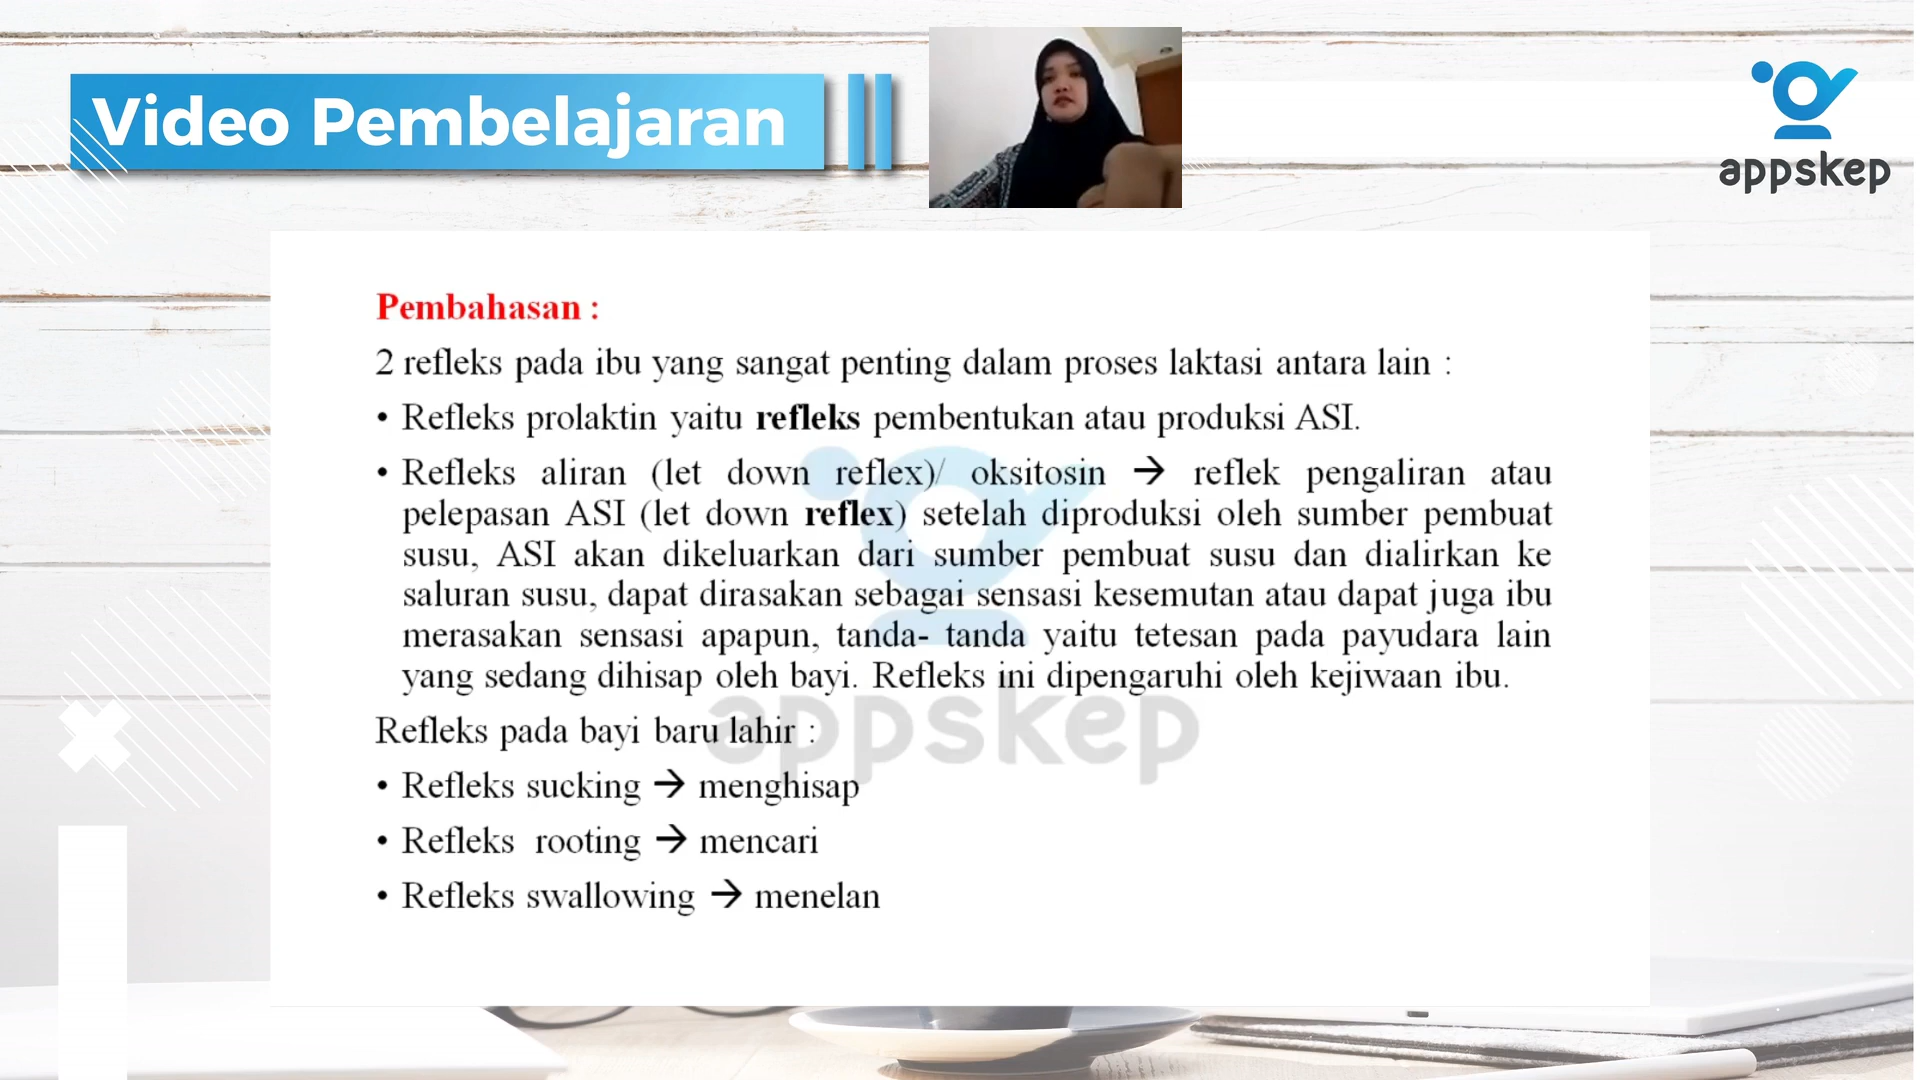 Video Pembelajaran
appskep
Pembahasan :
2 refleks pada ibu yang sangat penting dalam proses laktasi antara lain :
• Refleks prolaktin yaitu refleks pembentukan atau produksi ASI.
• Refleks aliran (let down reflex)/ oksitosin → reflek pengaliran atau
pelepasan ASI (let down reflex) setelah diproduksi oleh sumber pembuat
susu, ASI akan dikeluarkan dari sumber pembuat susu dan dialirkan ke
saluran susu, dapat dirasakan sebagai sensasi kesemutan atau dapat juga ibu
merasakan sensasi apapun, tanda- tanda yaitu tetesan pada payudara lain
yang sedang dihisap oleh bayi. Refleks ini dipengaruhi oleh kejiwaan ibu.
appskep
Refleks pada bayi baru lahir :
• Refleks sucking → menghisap
• Refleks rooting → mencari
• Refleks swallowing → menelan